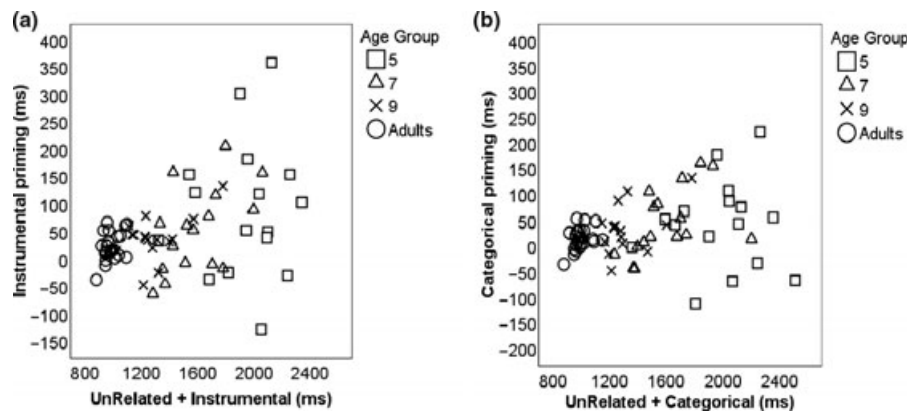 (a)
Instrumental priming (ms)
400
350
300
250
200
150
100
50
0
−50
−100
−150
800 1200 1600 2000 2400
UnRelated + Instrumental (ms)
Age Group
5
7
9
Adults
(b)
Categorical priming (ms)
400
350
300
250
200
150
100
50
0
−50
−100
−150
−200
800 1200 1600 2000 2400
UnRelated + Categorical (ms)
Age Group
5
7
9
Adults